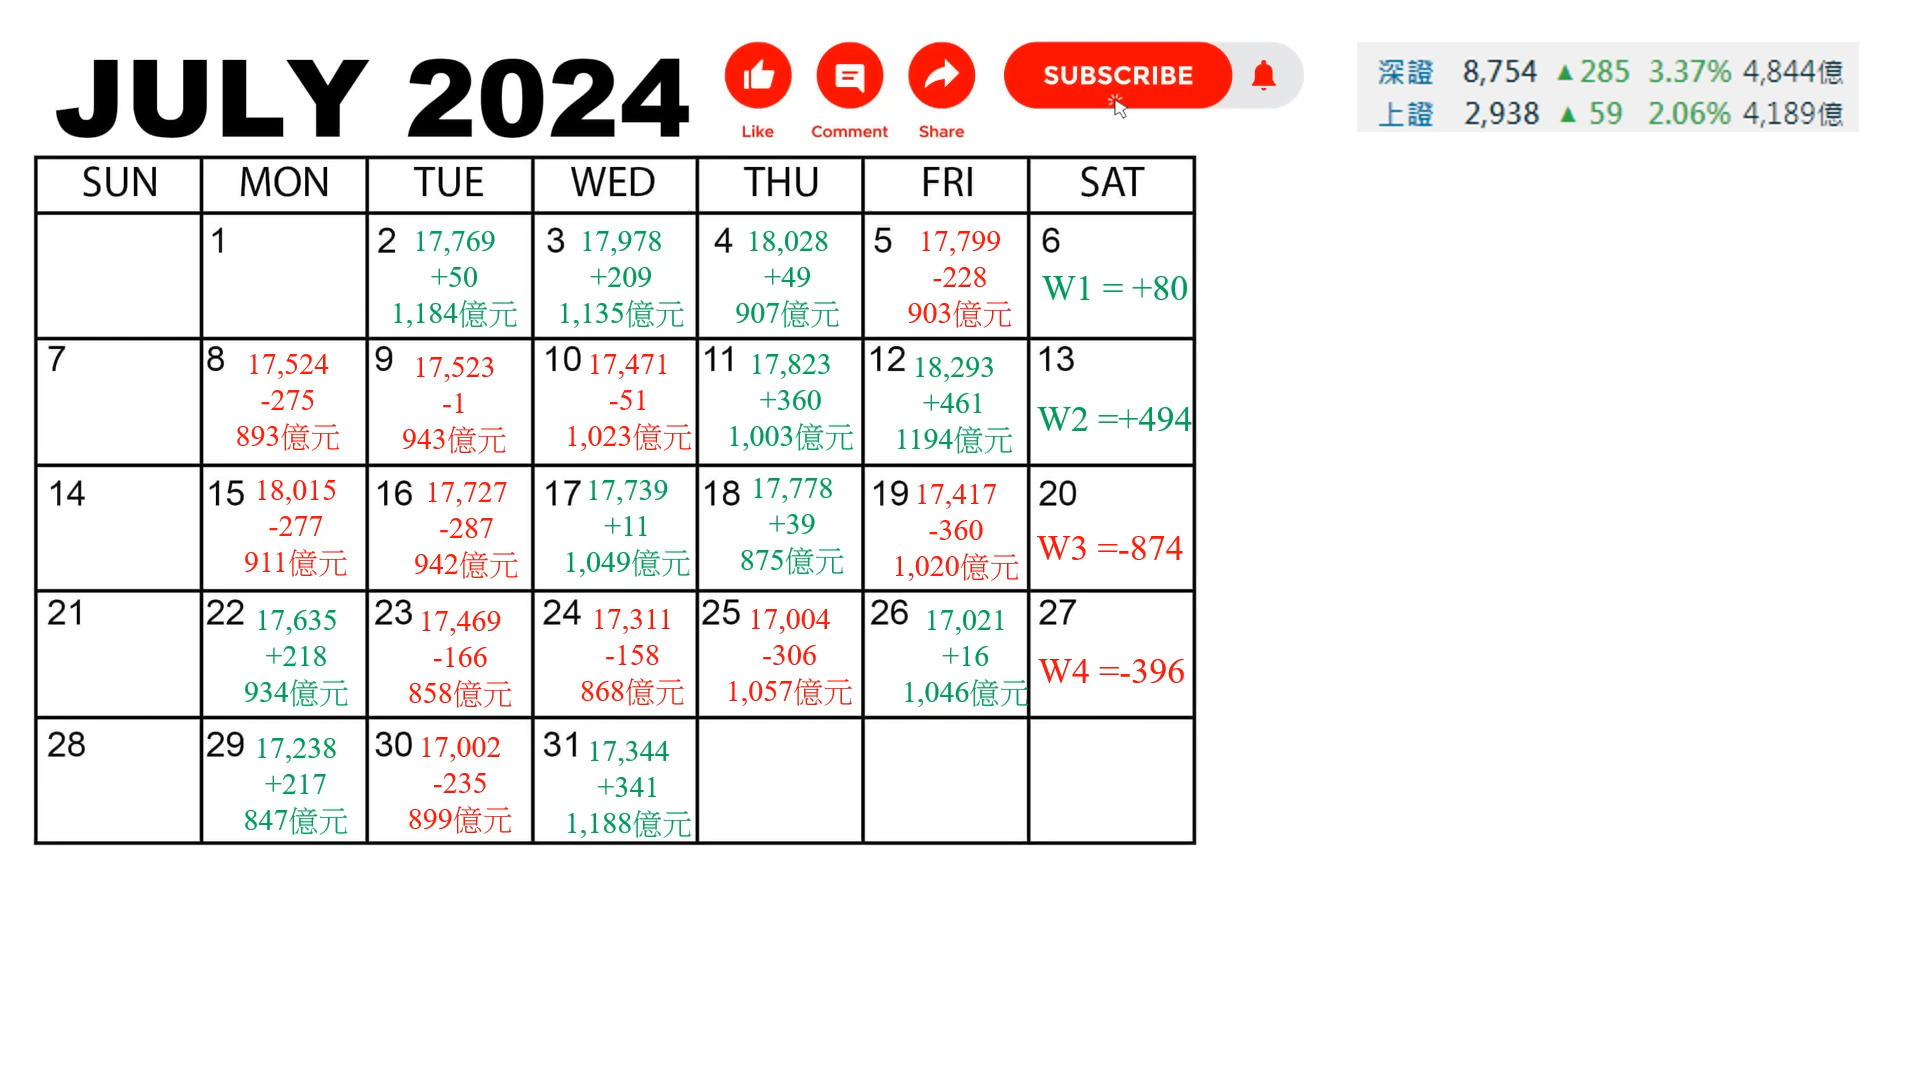 JULY 2024
Like
Comment
Share
SUBSCRIBE
深證 8,754 ▲285 3.37% 4,844億
上證 2,938 ▲ 59 2.06% 4,189億
SUN MON TUE WED THU FRI SAT
1
2 17,769
+50
1,184億元
3 17,978
+209
1,135億元
4 18,028
+49
907億元
5 17,799
-228
903億元
6
W1 = +80
7
8 17,524
-275
893億元
9 17,523
-1
943億元
10 17,471
-51
1,023億元
11 17,823
+360
1,003億元
12 18,293
+461
1194億元
13
W2 =+494
14
15 18,015
-277
911億元
16 17,727
-287
942億元
17 17,739
+11
1,049億元
18 17,778
+39
875億元
19 17,417
-360
1,020億元
20
W3 =-874
21
22 17,635
+218
934億元
23 17,469
-166
858億元
24 17,311
-158
868億元
25 17,004
-306
1,057億元
26 17,021
+16
1,046億元
27
W4 =-396
28
29 17,238
+217
847億元
30 17,002
-235
899億元
31 17,344
+341
1,188億元